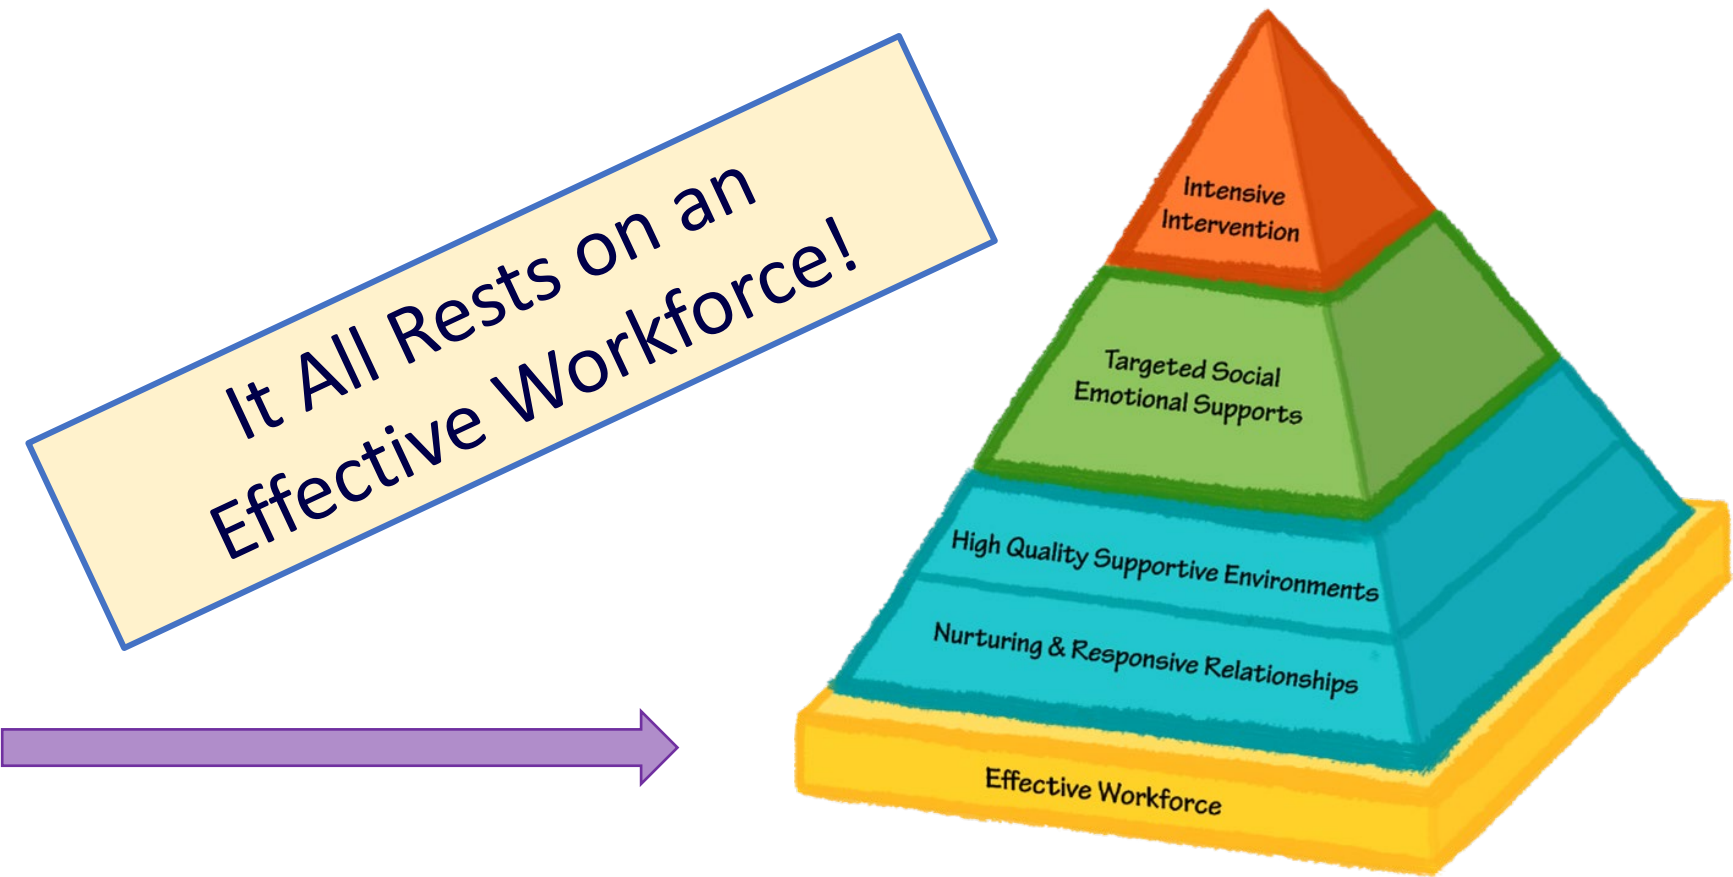 It All Rests on an
Effective Workforce!
Intensive
Intervention
Targeted Social
Emotional Supports
High Quality Supportive Environments
Nurturing & Responsive Relationships
Effective Workforce